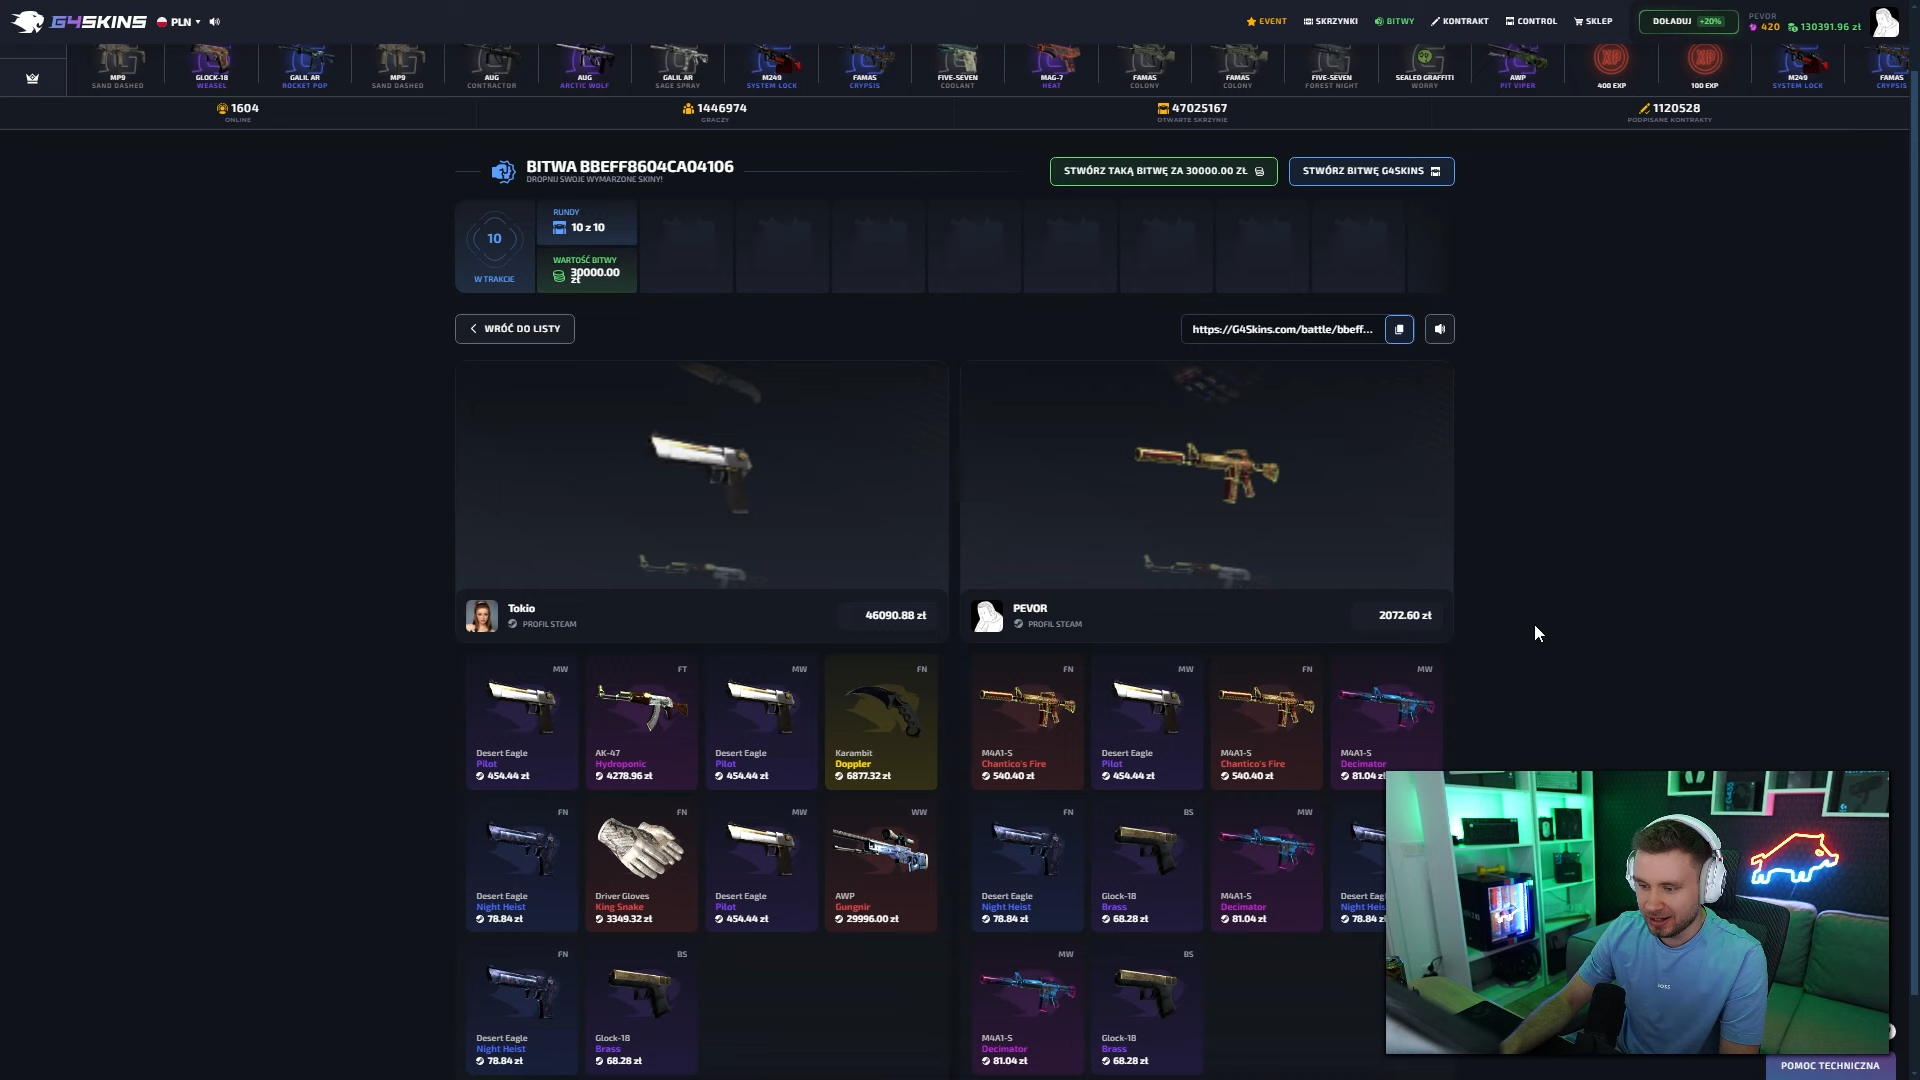 G4SKINS PLN EVENT SKRZYNKI BITWY KONTRAKT CONTROL SKLEP DOŁADUJ +20% PEVOR
420 130391.96 zł
MP9 GLOCK-18 GALIL AR MP9 AUG AUG GALIL AR M249 FAMAS FIVE-SEVEN MAG-7 FAMAS FAMAS FIVE-SEVEN SEALED GRAFFITI AWP 400 EXP 100 EXP M249 FAMAS
SAND DASHED WEASEL ROCKET POP SAND DASHED CONTRACTOR ARCTIC WOLF SAGE SPRAY SYSTEM LOCK CRYPSIS COOLANT HEAT COLONY COLONY FOREST NIGHT WORRY PIT VIPER SYSTEM LOCK CRYPSIS
XP XP
1604 1446974 47025167 1120528
ONLINE GRACZY OTWARTE SKRZYNIE PODPISANE KONTRAKTY
BITWA BBEFF8604CA04106
DROPNIJ SWOJE WYMARZONE SKINY!
STWÓRZ TAKĄ BITWĘ ZA 30000.00 ZŁ STWÓRZ BITWĘ G4SKINS
10
W TRAKCIE
RUNDY
10 z 10
WARTOŚĆ BITWY
30000.00
zł
WRÓĆ DO LISTY
https://G4Skins.com/battle/bbeff...
Tokio
PROFIL STEAM
46090.88 zł
PEVOR
PROFIL STEAM
2072.60 zł
MW FT MW FN
Desert Eagle AK-47 Desert Eagle Karambit
Pilot Hydroponic Pilot Doppler
454.44 zł 4278.96 zł 454.44 zł 6877.32 zł
FN FN MW WW
Desert Eagle Driver Gloves Desert Eagle AWP
Night Heist King Snake Pilot Gungnir
78.84 zł 3349.32 zł 454.44 zł 29996.00 zł
FN BS
Desert Eagle Glock-18
Night Heist Brass
78.84 zł 68.28 zł
FN MW FN MW
M4A1-S Desert Eagle M4A1-S M4A1-S
Chantico's Fire Pilot Chantico's Fire Decimator
540.40 zł 454.44 zł 540.40 zł 81.04 zł
FN BS MW
Desert Eagle Glock-18 M4A1-S Desert Eagl
Night Heist Brass Decimator Night Heis
78.84 zł 68.28 zł 81.04 zł 78.84 z
MW BS
M4A1-S Glock-18
Decimator Brass
81.04 zł 68.28 zł
BOSS
POMOC TECHNICZNA